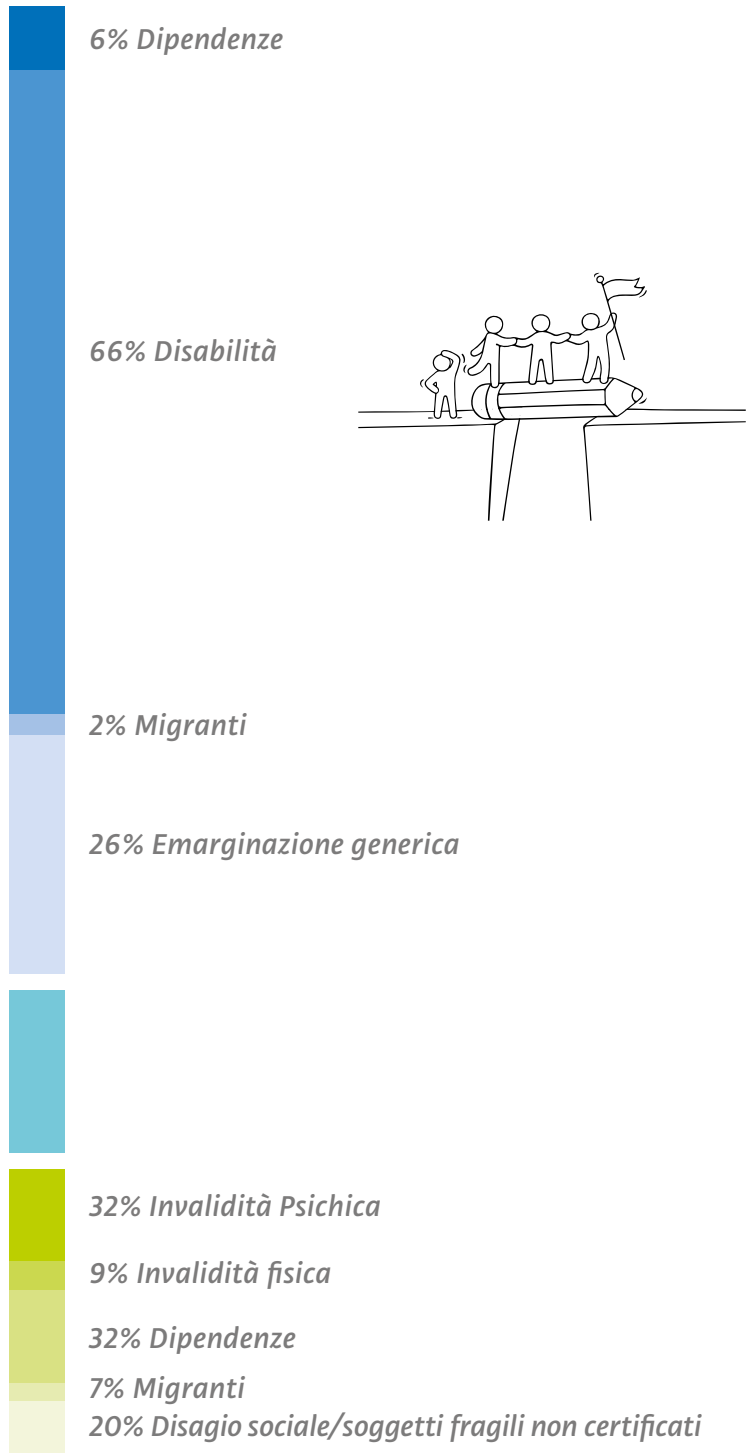 6% Dipendenze
66% Disabilità
2% Migranti
26% Emarginazione generica
32% Invalidità Psichica
9% Invalidità fisica
32% Dipendenze
7% Migranti
20% Disagio sociale/soggetti fragili non certificati